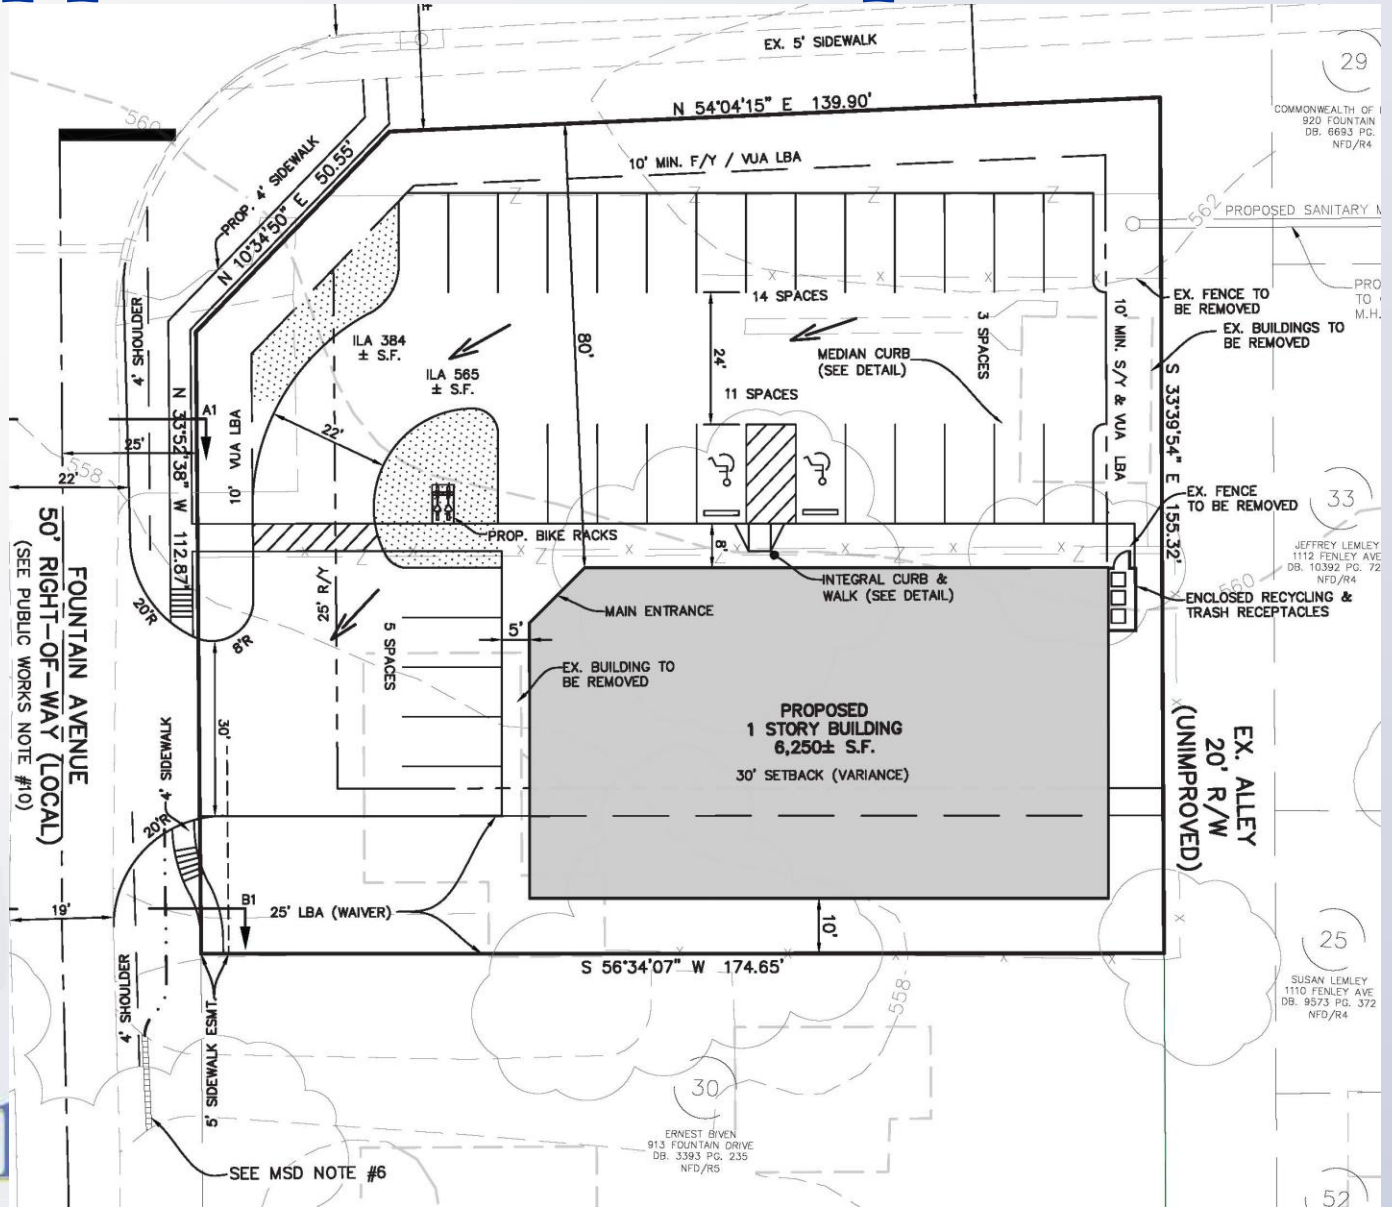 EX. 5' SIDEWALK
29
COMMONWEALTH OF
920 FOUNTAIN
DB. 6693 PG.
NFD/R4
N 54°04'15" E 139.90'
560
PROP. 4' SIDEWALK
N 10°34'50" E 50.55'
10' MIN. F/Y / VUA LBA
Z
Z
Z
Z
562
PROPOSED SANITARY
4' SHOULDER
14 SPACES
EX. FENCE TO
BE REMOVED
PRO
TO
M.H.
10' MIN. S/Y & VUA LBA
EX. BUILDINGS TO
BE REMOVED
ILA 384
± S.F.
80'
24'
3 SPACES
MEDIAN CURB
(SEE DETAIL)
ILA 565
± S.F.
11 SPACES
S 33°39'54" E 155.32'
N 33°52'38" W 112.87'
A1
10' VUA LBA
22'
25'
558
22'
EX. FENCE
TO BE REMOVED
33
JEFFREY LEMLEY
1112 FENLEY AVE
DB. 10392 PG. 72
NFD/R4
560
PROP. BIKE RACKS
8'
Z
Z
Z
INTEGRAL CURB &
WALK (SEE DETAIL)
ENCLOSED RECYCLING &
TRASH RECEPTACLES
MAIN ENTRANCE
25' R/Y
5 SPACES
5'
20'R
8'R
EX. BUILDING TO
BE REMOVED
FOUNTAIN AVENUE
50' RIGHT-OF-WAY (LOCAL)
(SEE PUBLIC WORKS NOTE #10)
PROPOSED
1 STORY BUILDING
6,250± S.F.
30' SETBACK (VARIANCE)
EX. ALLEY
20' R/W
(UNIMPROVED)
30'
4' SIDEWALK
20'R
B1
25' LBA (WAIVER)
19'
10'
S 56°34'07" W 174.65'
25
SUSAN LEMLEY
1110 FENLEY AVE
DB. 9573 PG. 372
NFD/R4
4' SHOULDER
5' SIDEWALK ESMT.
558
30
ERNEST BIVEN
913 FOUNTAIN DRIVE
DB. 3393 PG. 235
NFD/R5
SEE MSD NOTE #6
52